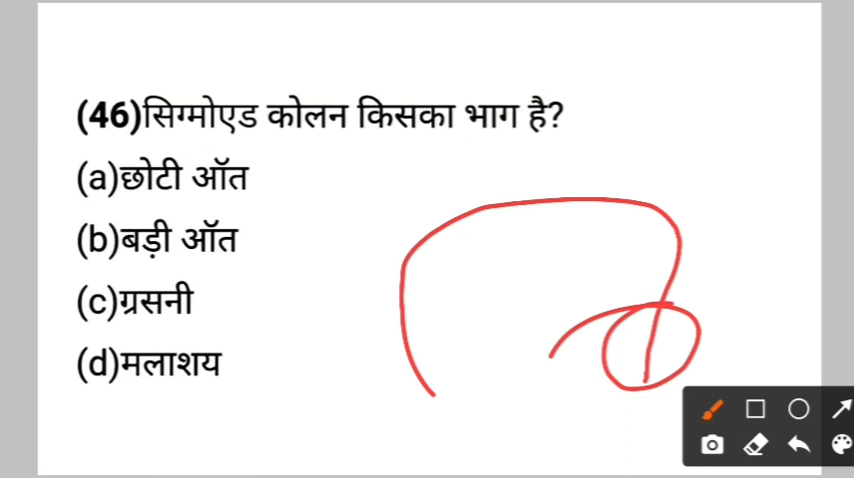 (46)सिग्मोएड कोलन किसका भाग है?
(a)छोटी ऑत
(b)बड़ी ऑत
(c)ग्रसनी
(d)मलाशय